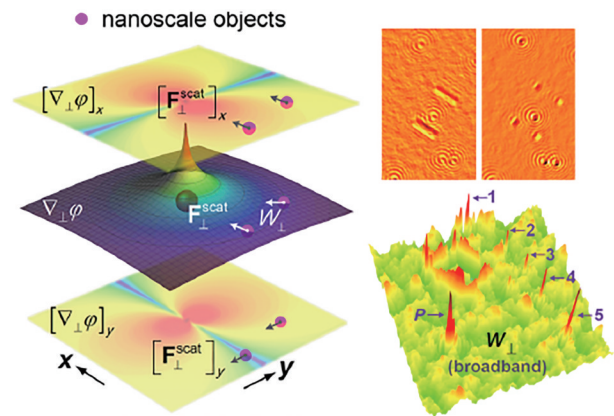 nanoscale objects
[∇⊥φ]x
[F⊥scat]x
∇⊥φ
F⊥scat
W⊥
[∇⊥φ]y
[F⊥scat]y
x
y
1
2
3
4
5
P
W⊥
(broadband)